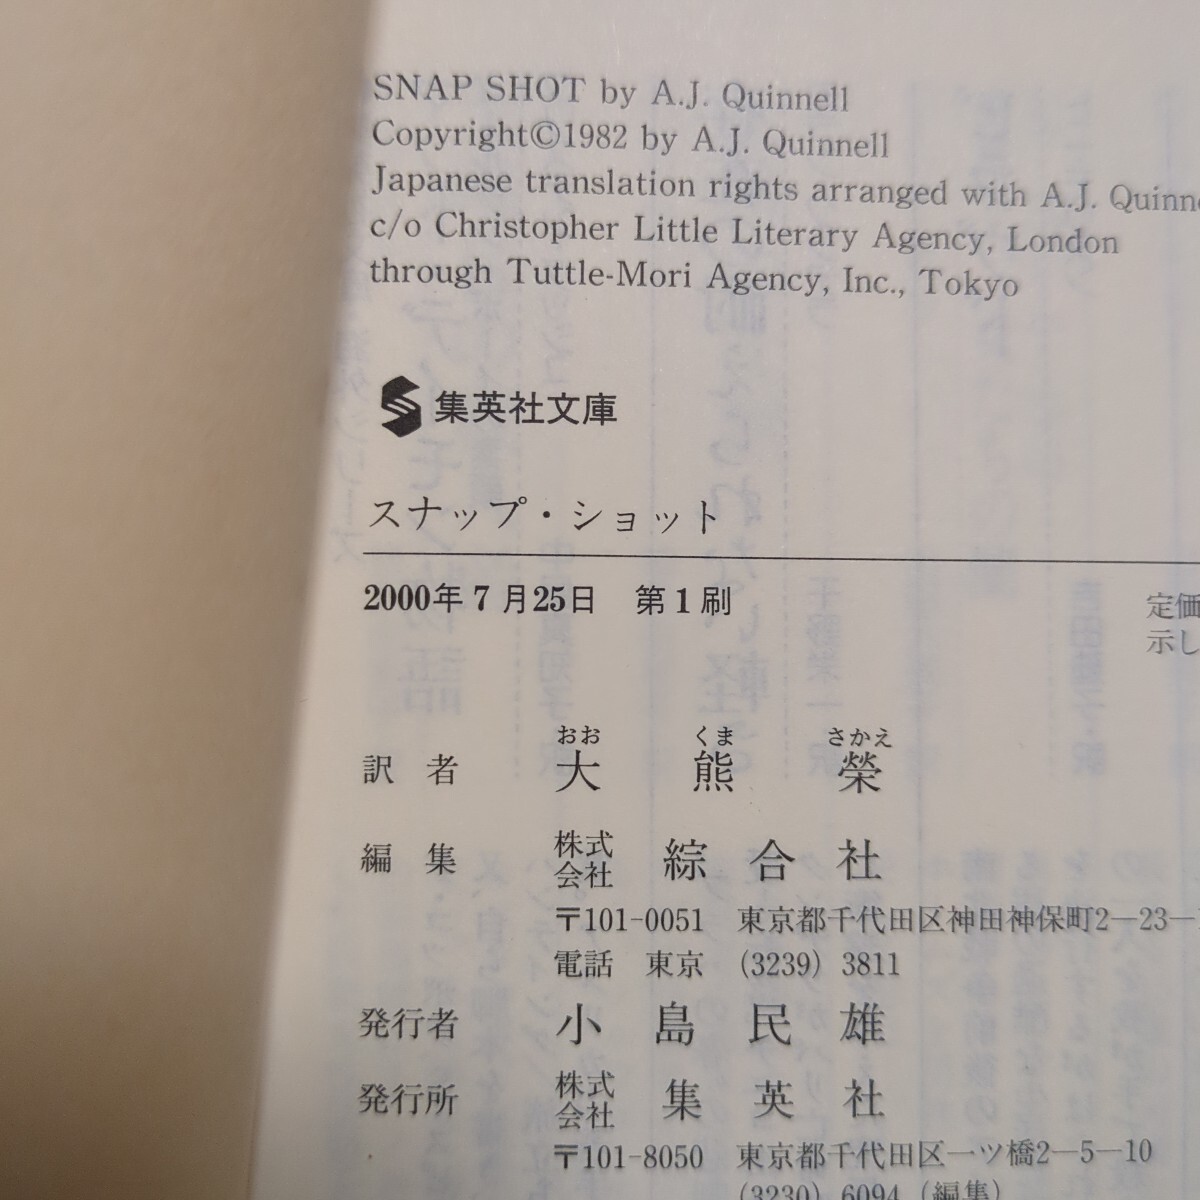 SNAP SHOT by A.J. Quinnell
Copyright©1982 by A.J. Quinnell
Japanese translation rights arranged with A.J.
c/o Christopher Little Literary Agency, London
through Tuttle-Mori Agency, Inc., Tokyo
集英社文庫
スナップ・ショット
2000年7月25日 第1刷
定価
示し
おお くま さかえ
訳者 大熊榮
編集 株式会社 綜合社
〒101-0051 東京都千代田区神田神保町2—23—
電話 東京 (3239) 3811
発行者 小島民雄
発行所 株式会社 集英社
〒101-8050 東京都千代田区一ツ橋2—5—10
(3230) 6094 (編集)